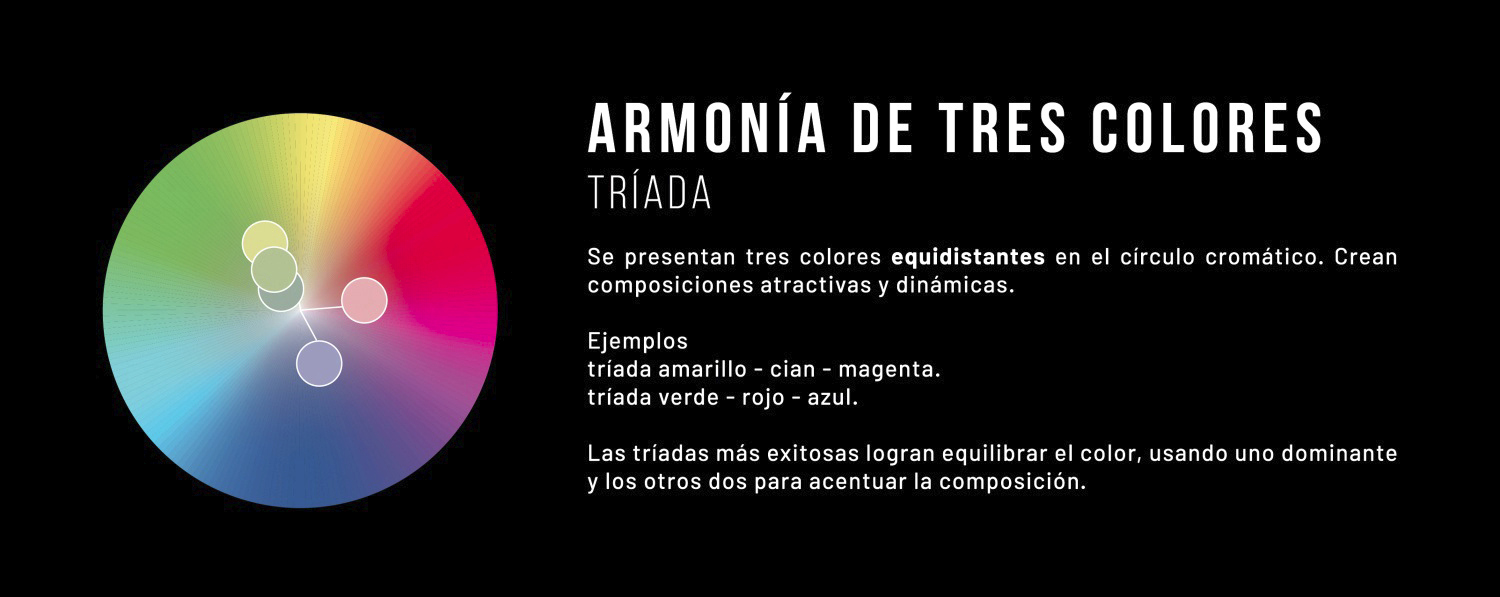 ARMONÍA DE TRES COLORES
TRÍADA
Se presentan tres colores equidistantes en el círculo cromático. Crean
composiciones atractivas y dinámicas.
Ejemplos
tríada amarillo - cian - magenta.
tríada verde - rojo - azul.
Las tríadas más exitosas logran equilibrar el color, usando uno dominante
y los otros dos para acentuar la composición.